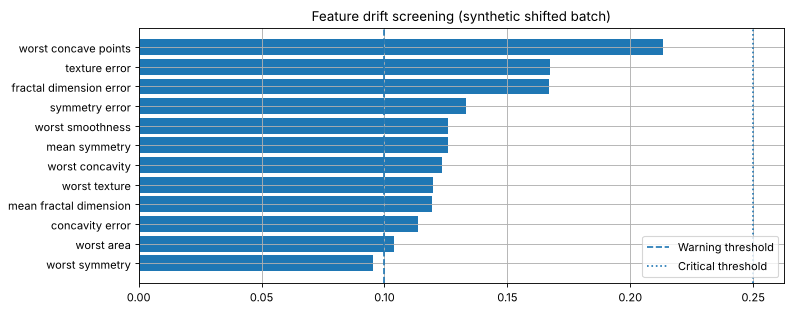 Feature drift screening (synthetic shifted batch)
worst concave points
texture error
fractal dimension error
symmetry error
worst smoothness
mean symmetry
worst concavity
worst texture
mean fractal dimension
concavity error
worst area
worst symmetry
Warning threshold
Critical threshold
0.00 0.05 0.10 0.15 0.20 0.25